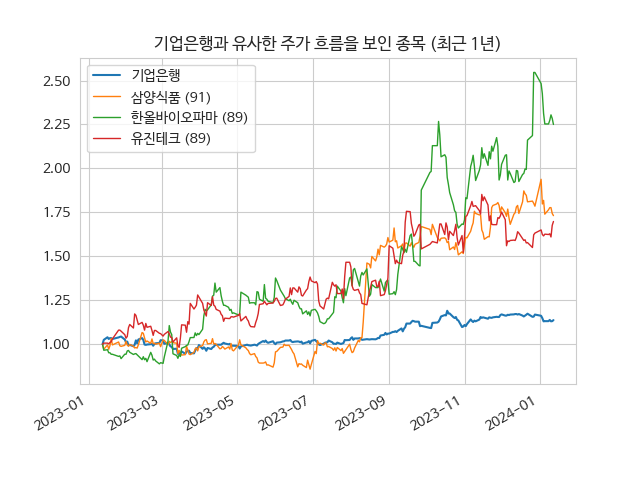 기업은행과 유사한 주가 흐름을 보인 종목 (최근 1년)
기업은행
삼양식품 (91)
한올바이오파마 (89)
유진테크 (89)
2.50
2.25
2.00
1.75
1.50
1.25
1.00
2023-01
2023-03
2023-05
2023-07
2023-09
2023-11
2024-01